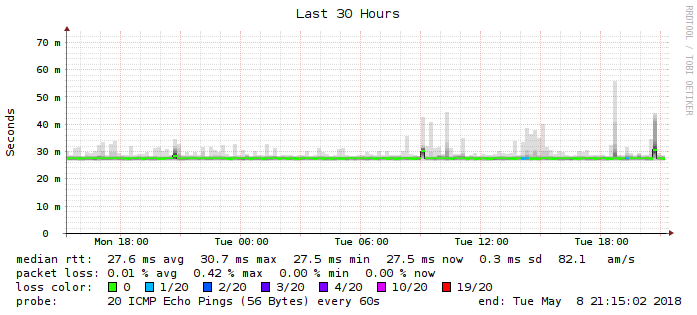 Last 30 Hours
RRDTOOL / TOBI OETIKER
Seconds
70 m
60 m
50 m
40 m
30 m
20 m
10 m
0
Mon 18:00 Tue 00:00 Tue 06:00 Tue 12:00 Tue 18:00
median rtt: 27.6 ms avg 30.7 ms max 27.5 ms min 27.5 ms now 0.3 ms sd 82.1 am/s
packet loss: 0.01 % avg 0.42 % max 0.00 % min 0.00 % now
loss color: 0 1/20 2/20 3/20 4/20 10/20 19/20
probe: 20 ICMP Echo Pings (56 Bytes) every 60s end: Tue May 8 21:15:02 2018